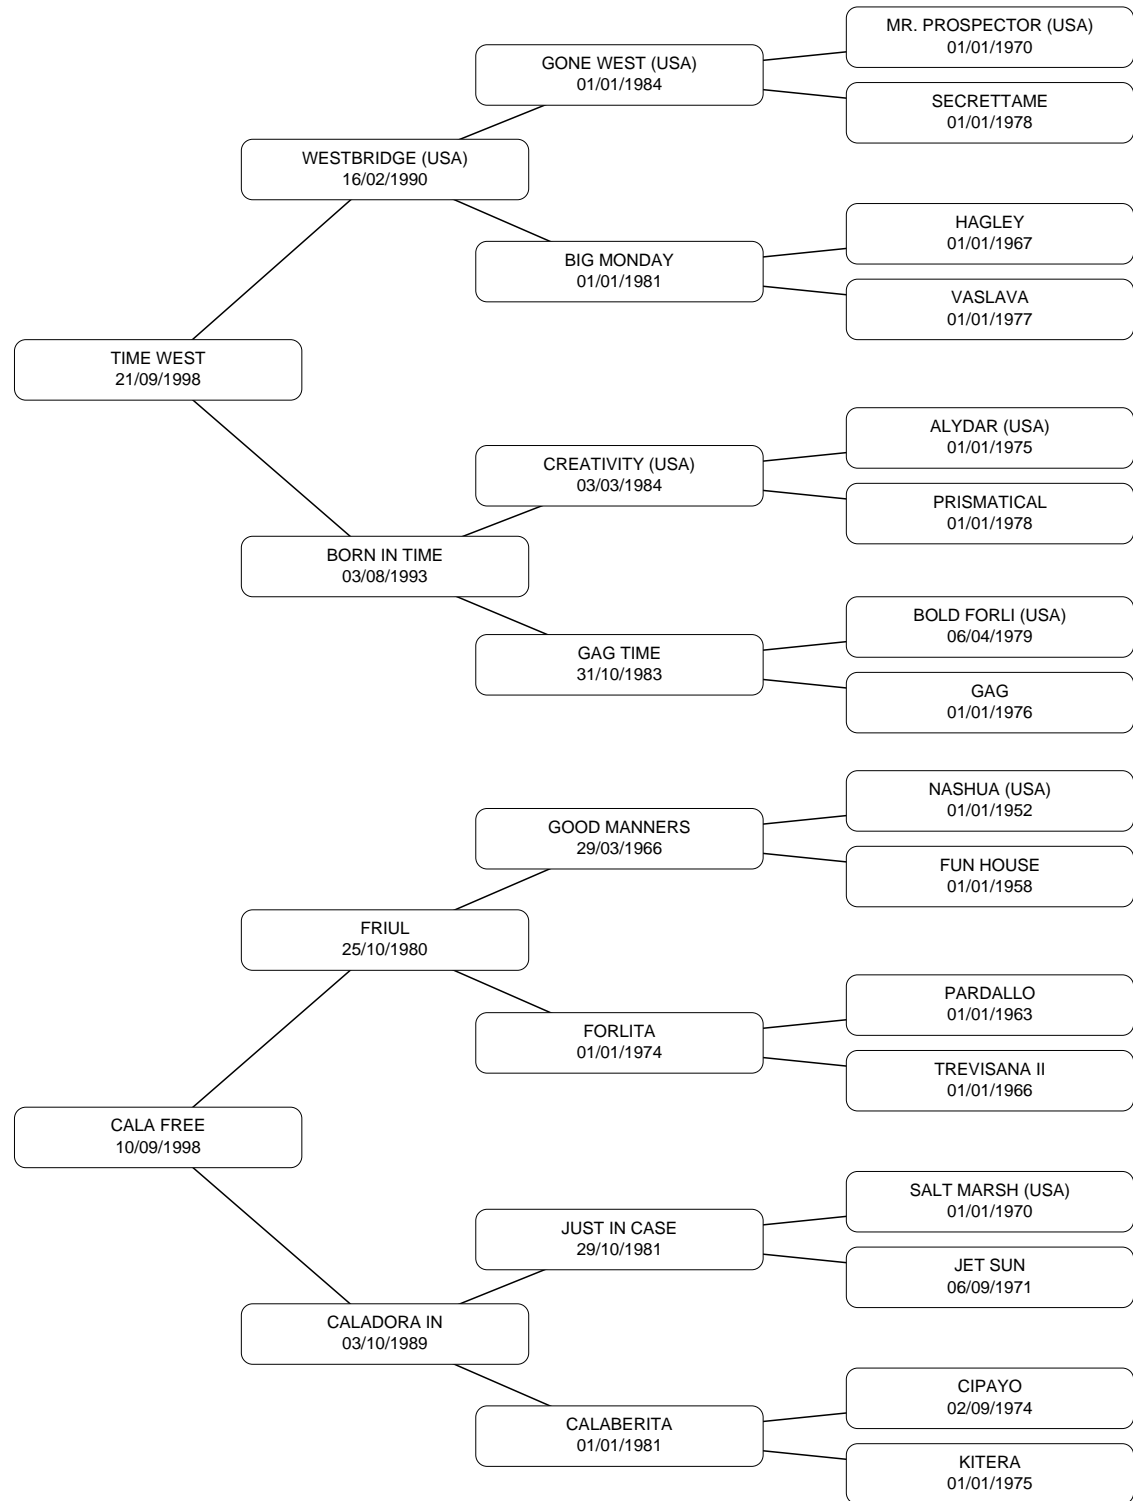 MR. PROSPECTOR (USA)
01/01/1970
GONE WEST (USA)
01/01/1984
SECRETTAME
01/01/1978
WESTBRIDGE (USA)
16/02/1990
HAGLEY
01/01/1967
BIG MONDAY
01/01/1981
VASLAVA
01/01/1977
TIME WEST
21/09/1998
ALYDAR (USA)
01/01/1975
CREATIVITY (USA)
03/03/1984
PRISMATICAL
01/01/1978
BORN IN TIME
03/08/1993
BOLD FORLI (USA)
06/04/1979
GAG TIME
31/10/1983
GAG
01/01/1976
NASHUA (USA)
01/01/1952
GOOD MANNERS
29/03/1966
FUN HOUSE
01/01/1958
FRIUL
25/10/1980
PARDALLO
01/01/1963
FORLITA
01/01/1974
TREVISANA II
01/01/1966
CALA FREE
10/09/1998
SALT MARSH (USA)
01/01/1970
JUST IN CASE
29/10/1981
JET SUN
06/09/1971
CALADORA IN
03/10/1989
CIPAYO
02/09/1974
CALABERITA
01/01/1981
KITERA
01/01/1975